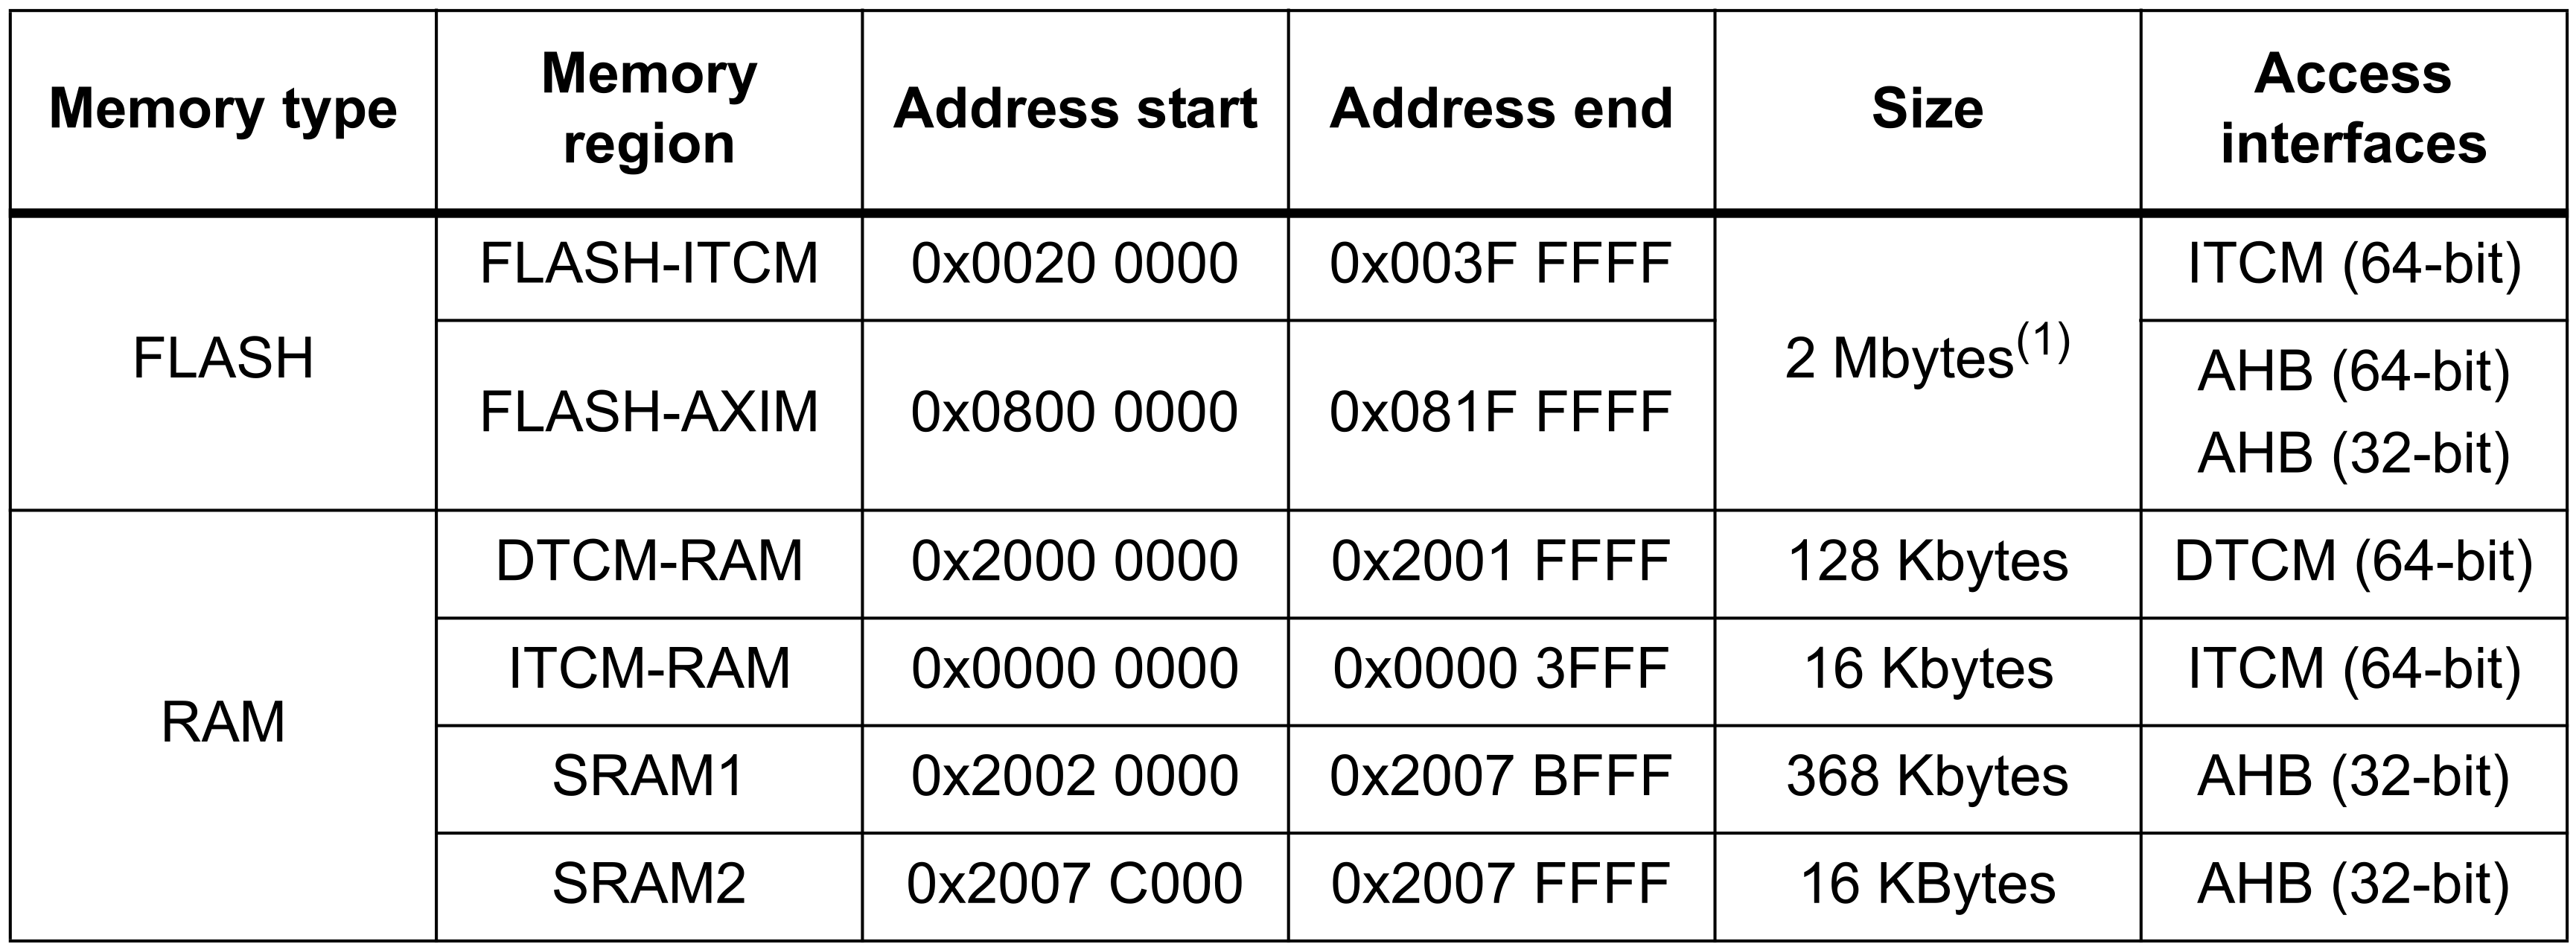 Memory type Memory region Address start Address end Size Access interfaces
FLASH FLASH-ITCM 0x0020 0000 0x003F FFFF 2 Mbytes(1) ITCM (64-bit)
FLASH-AXIM 0x0800 0000 0x081F FFFF AHB (64-bit)
AHB (32-bit)
RAM DTCM-RAM 0x2000 0000 0x2001 FFFF 128 Kbytes DTCM (64-bit)
ITCM-RAM 0x0000 0000 0x0000 3FFF 16 Kbytes ITCM (64-bit)
SRAM1 0x2002 0000 0x2007 BFFF 368 Kbytes AHB (32-bit)
SRAM2 0x2007 C000 0x2007 FFFF 16 KBytes AHB (32-bit)